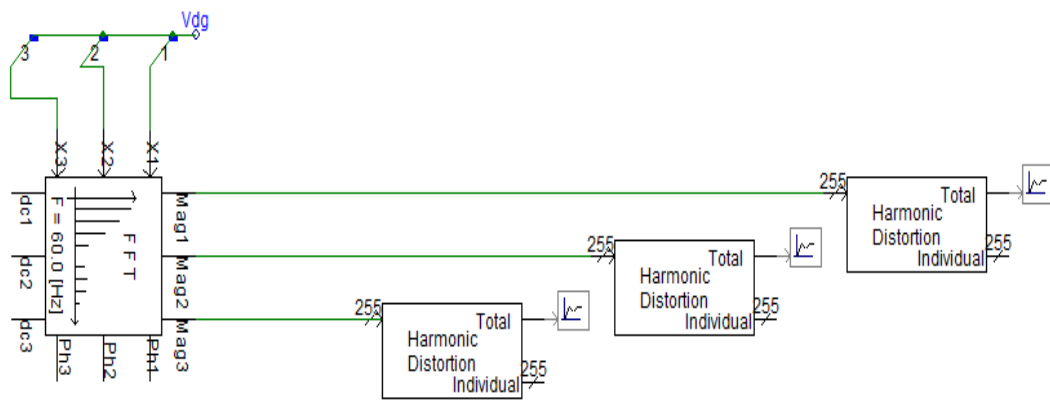 Vdg
3
2
1
X3
X2
X1
dc1
dc2
dc3
F = 60.0 [Hz]
F F T
Mag1
Mag2
Mag3
Ph3
Ph2
Ph1
255
Total
Harmonic
Distortion
Individual
255
255
Total
Harmonic
Distortion
Individual
255
255
Total
Harmonic
Distortion
Individual
255